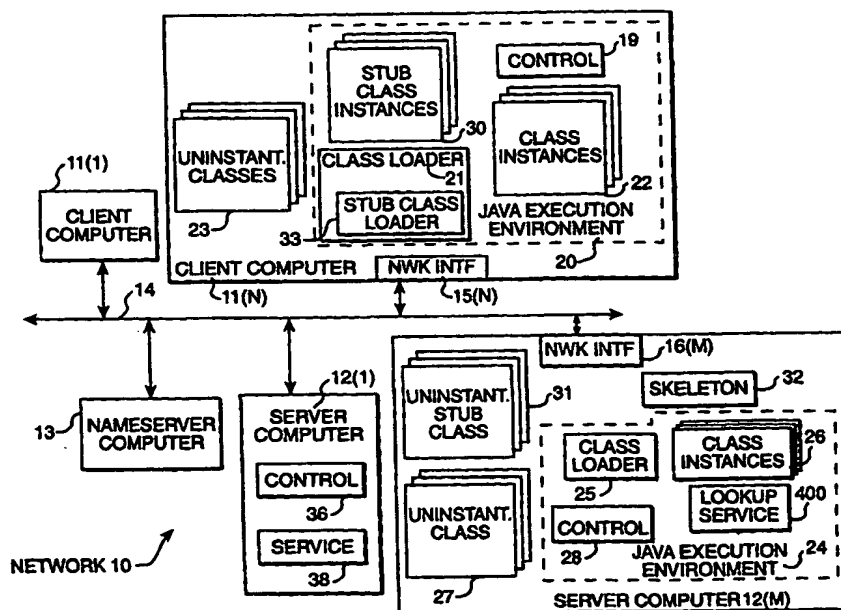 STUB
CLASS
INSTANCES
30
CONTROL
19
UNINSTANT.
CLASSES
23
CLASS LOADER
21
STUB CLASS
LOADER
33
CLASS
INSTANCES
22
JAVA EXECUTION
ENVIRONMENT
20
11(1)
CLIENT
COMPUTER
CLIENT COMPUTER
11(N)
NWK INTF
15(N)
14
NWK INTF
16(M)
13
NAMESERVER
COMPUTER
12(1)
SERVER
COMPUTER
CONTROL
36
SERVICE
38
UNINSTANT.
STUB
CLASS
31
SKELETON
32
CLASS
LOADER
25
CLASS
INSTANCES
26
LOOKUP
SERVICE
400
UNINSTANT.
CLASS
27
CONTROL
28
JAVA EXECUTION
ENVIRONMENT
24
NETWORK 10
SERVER COMPUTER 12(M)